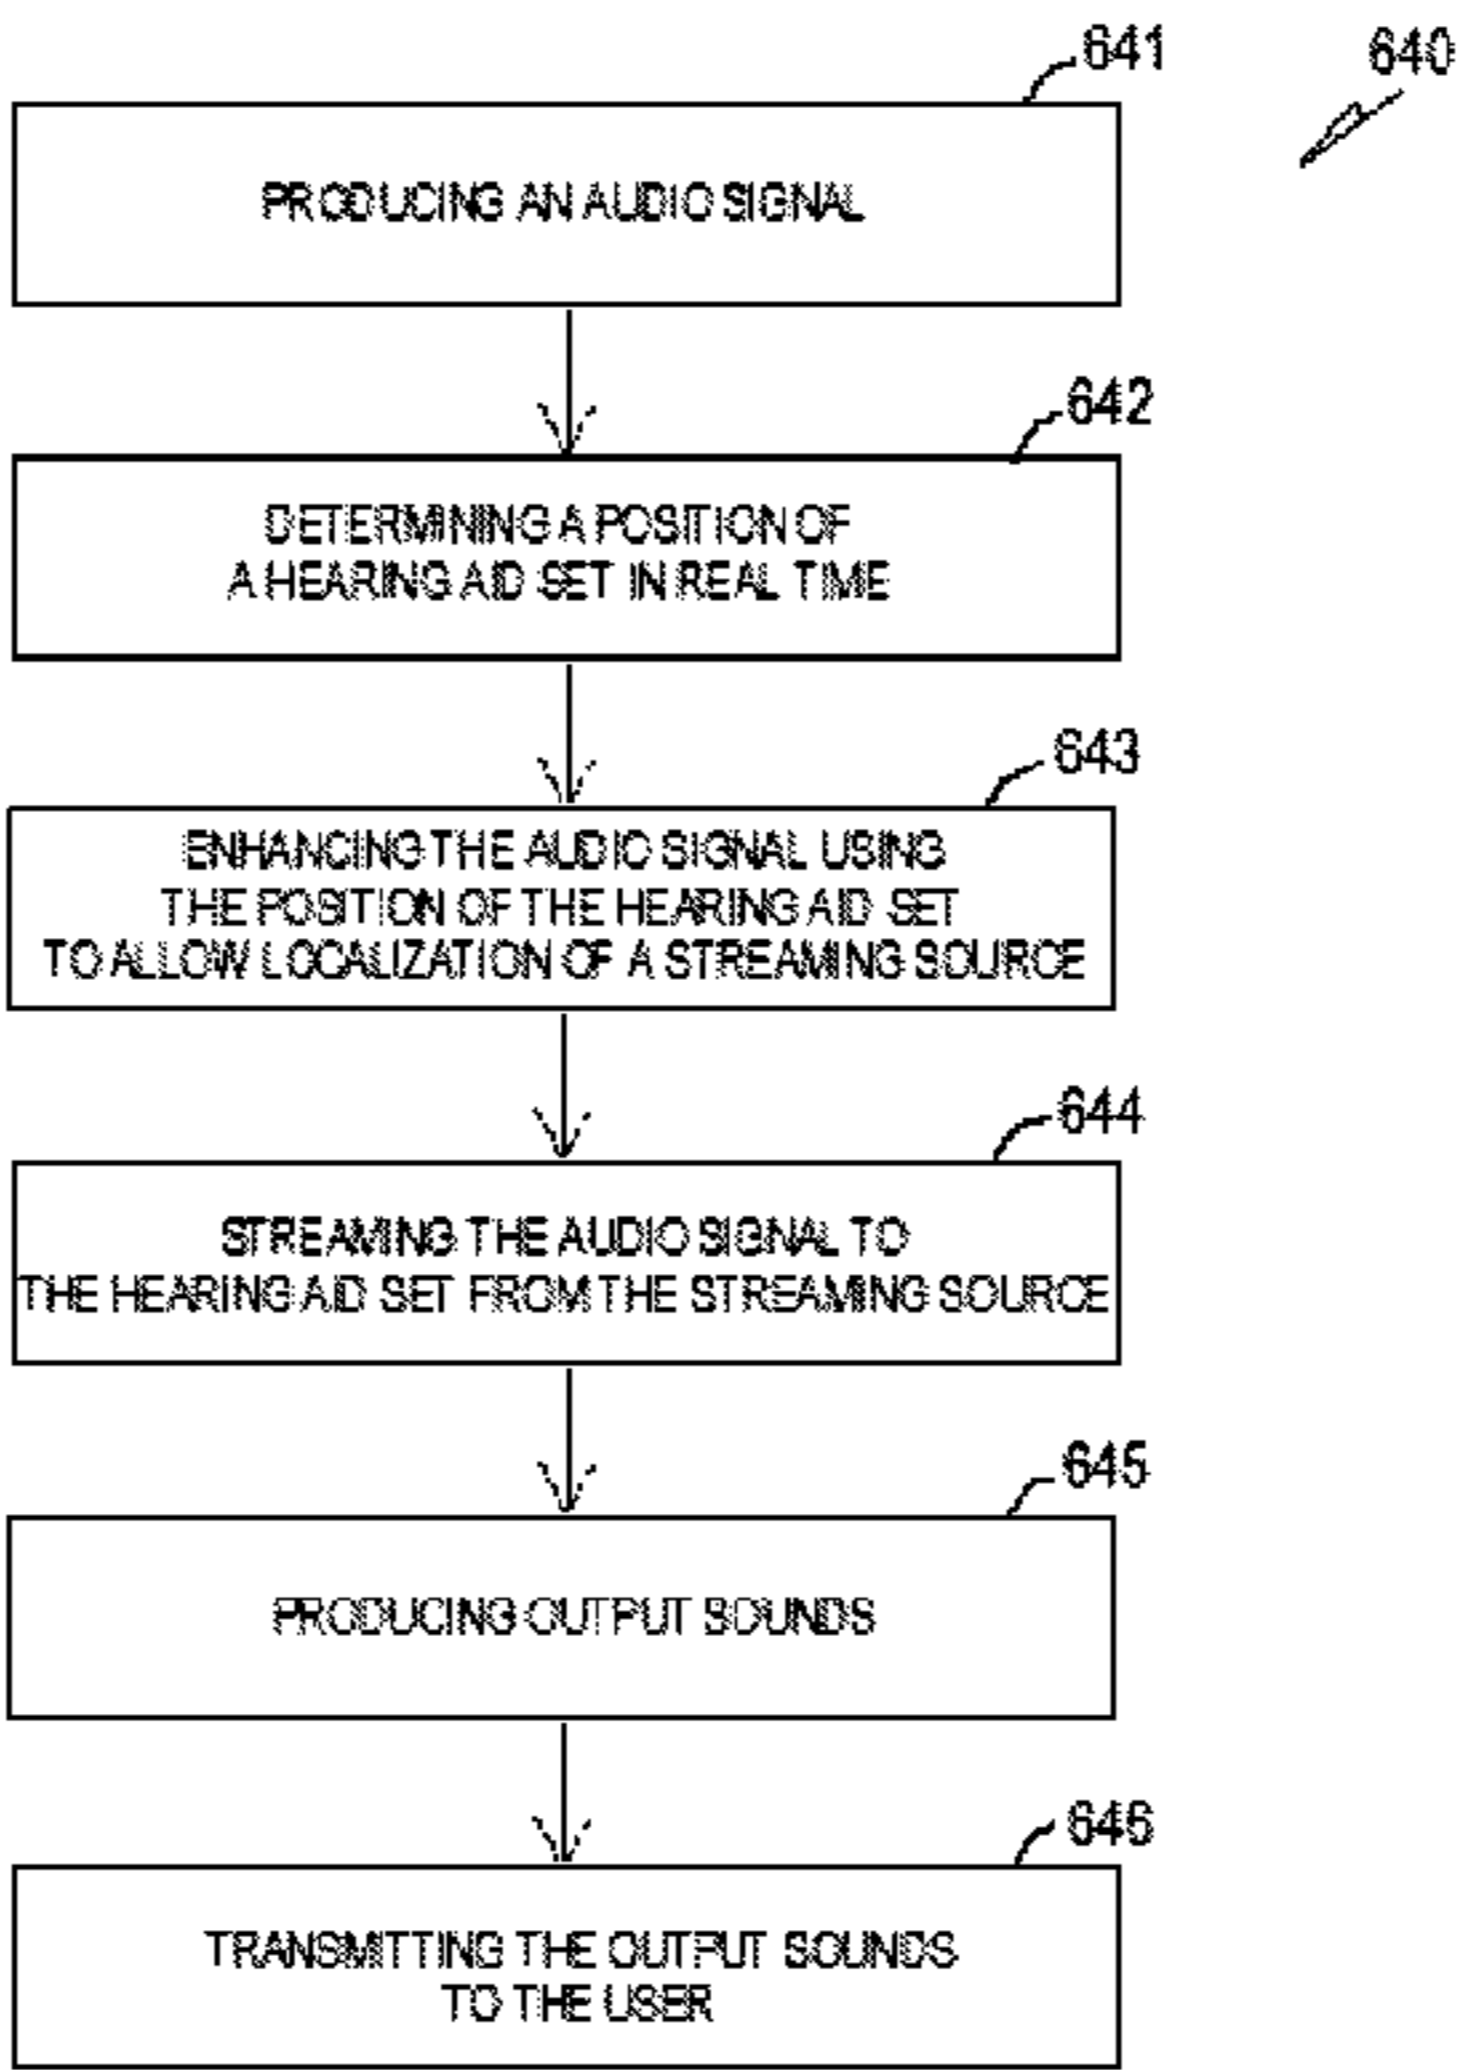 641
640
PRODUCING AN AUDIO SIGNAL
642
DETERMINING A POSITION OF
A HEARING AID SET IN REAL TIME
643
ENHANCING THE AUDIO SIGNAL USING
THE POSITION OF THE HEARING AID SET
TO ALLOW LOCALIZATION OF A STREAMING SOURCE
644
STREAMING THE AUDIO SIGNAL TO
THE HEARING AID SET FROM THE STREAMING SOURCE
645
PRODUCING OUTPUT SOUNDS
646
TRANSMITTING THE OUTPUT SOUNDS
TO THE USER